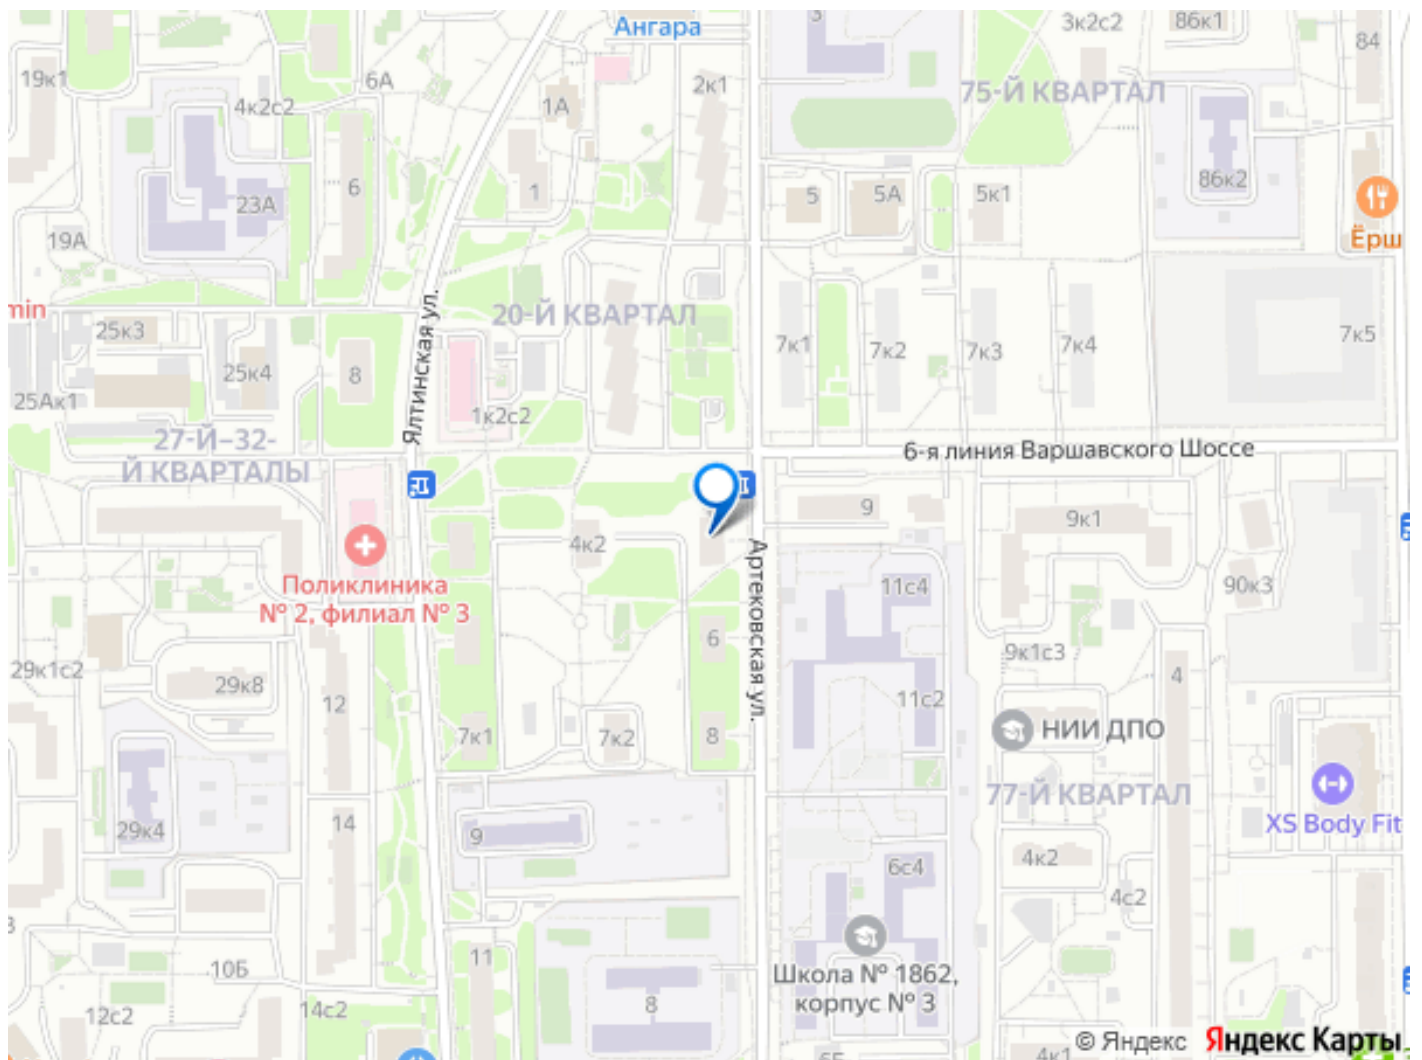 3
Ангара
3к2с2
86к1
84
19к1
6А
2к1
75-Й КВАРТАЛ
4к2с2
1А
6
1
86к2
23А
5
5А
5к1
19А
Ёрш
min
20-Й КВАРТАЛ
25к3
7к1
7к2
7к3
7к4
7к5
Ялтинская ул.
25к4
8
25Ак1
1к2с2
27-Й–32-
Й КВАРТАЛЫ
6-я линия Варшавского Шоссе
9
9к1
4к2
Поликлиника
№ 2, филиал № 3
Артековская ул.
11с4
90к3
6
29к1с2
29к8
9к1с3
4
12
11с2
7к1
7к2
8
НИИ ДПО
77-Й КВАРТАЛ
29к4
14
9
XS Body Fit
4к2
6с4
4с2
11
10Б
Школа № 1862,
корпус № 3
14с2
12с2
8
3
© Яндекс Яндекс Карты
6Б
4к1